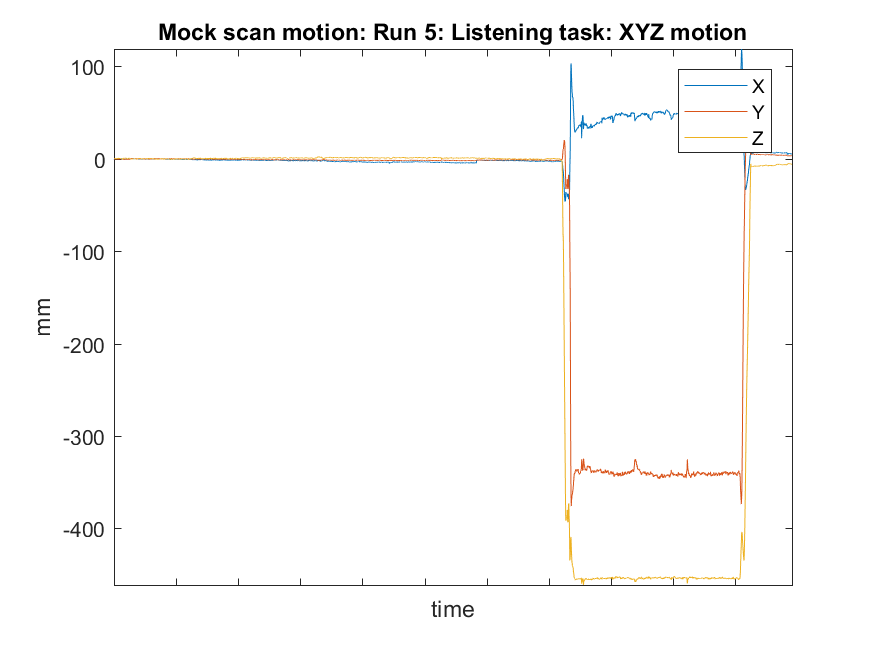 Mock scan motion: Run 5: Listening task: XYZ motion
100
0
-100
-200
-300
-400
mm
time
X
Y
Z